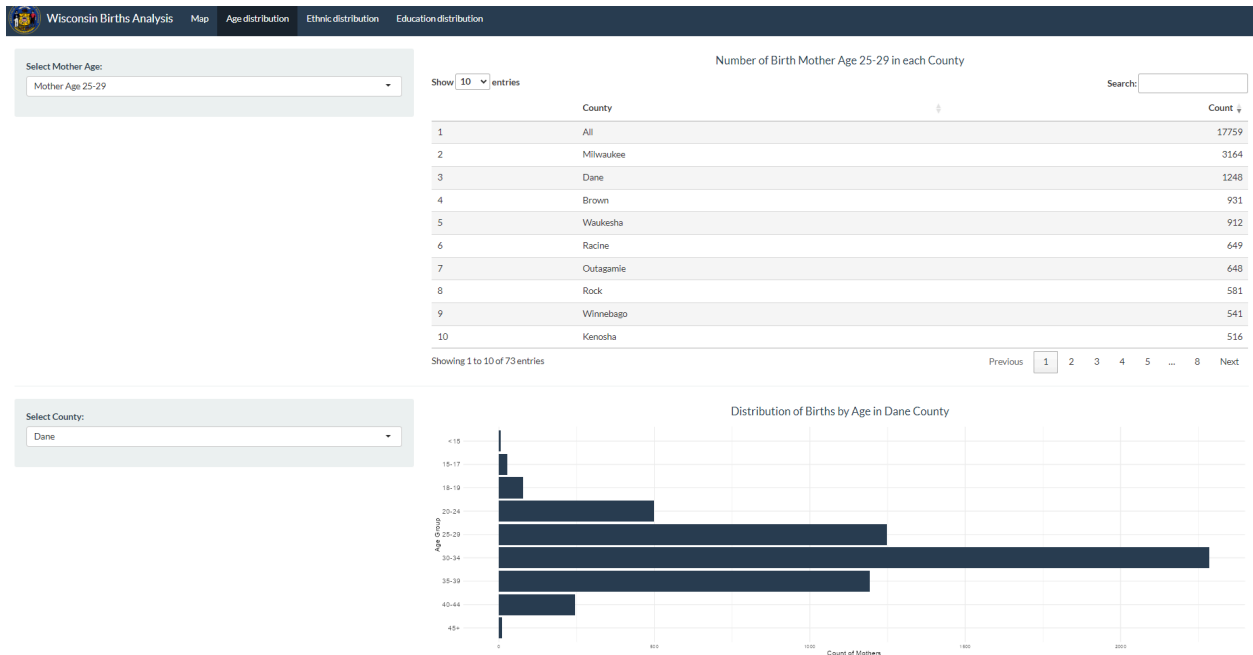 Wisconsin Births Analysis Map Age distribution Ethnic distribution Education distribution
Select Mother Age:
Mother Age 25-29
Number of Birth Mother Age 25-29 in each County
Show 10 entries
Search:
County Count
1 All 17759
2 Milwaukee 3164
3 Dane 1248
4 Brown 931
5 Waukesha 912
6 Racine 649
7 Outagamie 648
8 Rock 581
9 Winnebago 541
10 Kenosha 516
Showing 1 to 10 of 73 entries
Previous 1 2 3 4 5 ... 8 Next
Select County:
Dane
Distribution of Births by Age in Dane County
Age Group
<15
15-17
18-19
20-24
25-29
30-34
35-39
40-44
45+
0 500 1000 1500 2000
Count of Mothers